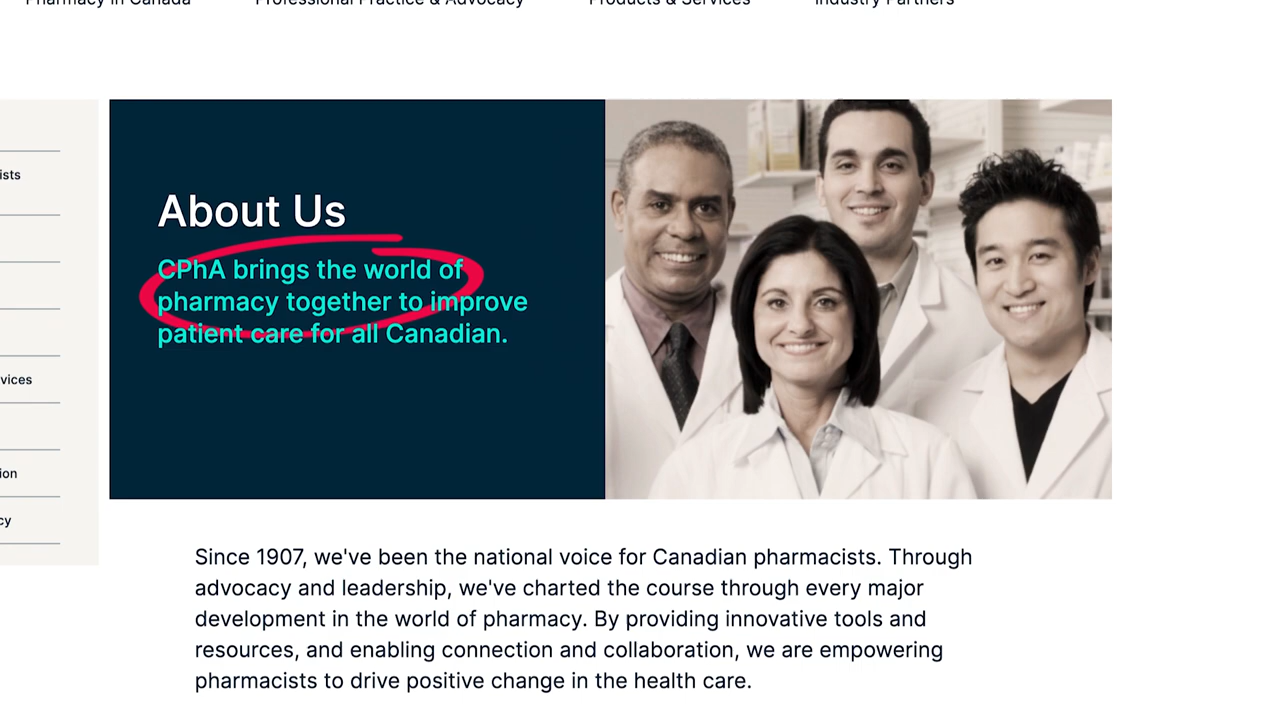 Pharmacy in Canada Professional Practice & Advocacy Products & Services Industry Partners
ists
vices
ion
cy
About Us
CPhA brings the world of
pharmacy together to improve
patient care for all Canadian.
Since 1907, we've been the national voice for Canadian pharmacists. Through
advocacy and leadership, we've charted the course through every major
development in the world of pharmacy. By providing innovative tools and
resources, and enabling connection and collaboration, we are empowering
pharmacists to drive positive change in the health care.